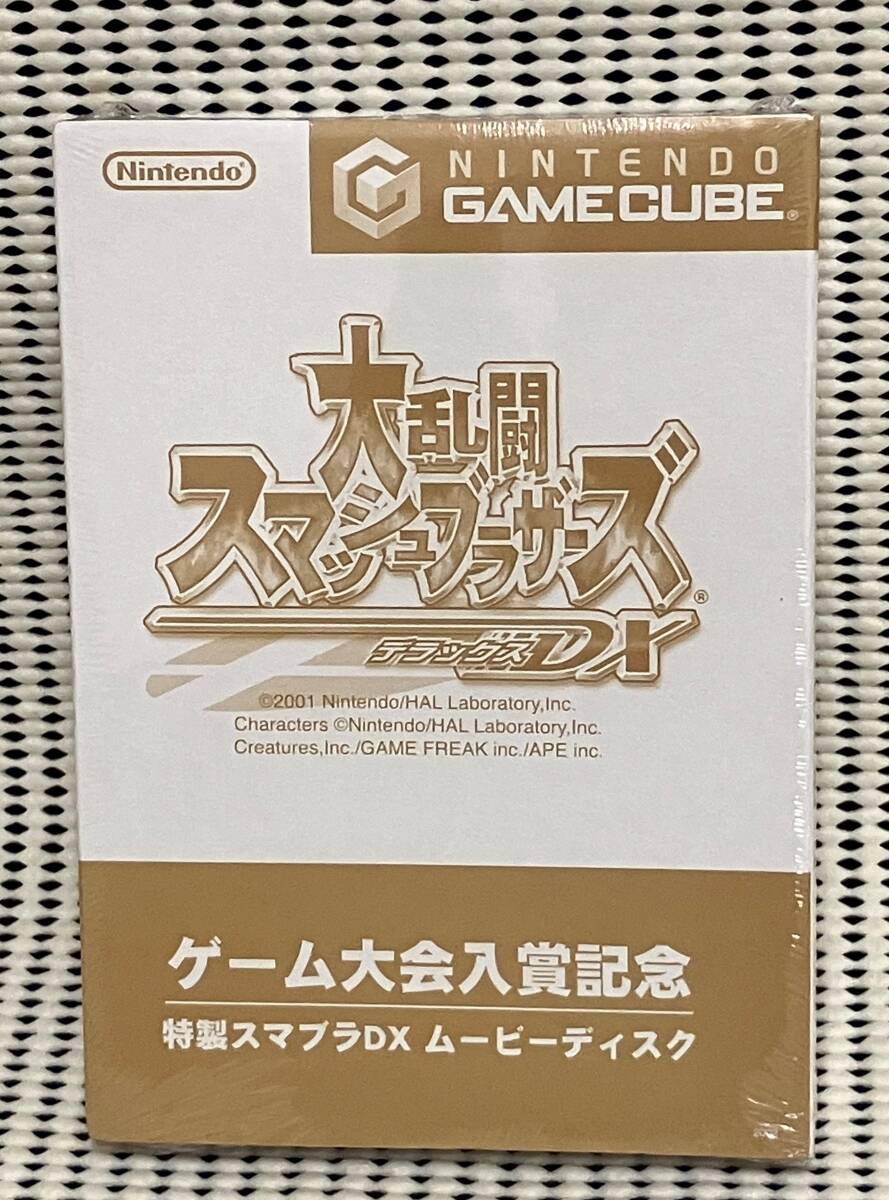 Nintendo®
NINTENDO
GAMECUBE®
大乱闘
スマッシュブラザーズ®
デラックスDX
©2001 Nintendo/HAL Laboratory,Inc.
Characters ©Nintendo/HAL Laboratory,Inc.
Creatures,Inc./GAME FREAK inc./APE inc.
ゲーム大会入賞記念
特製スマブラDX ムービーディスク